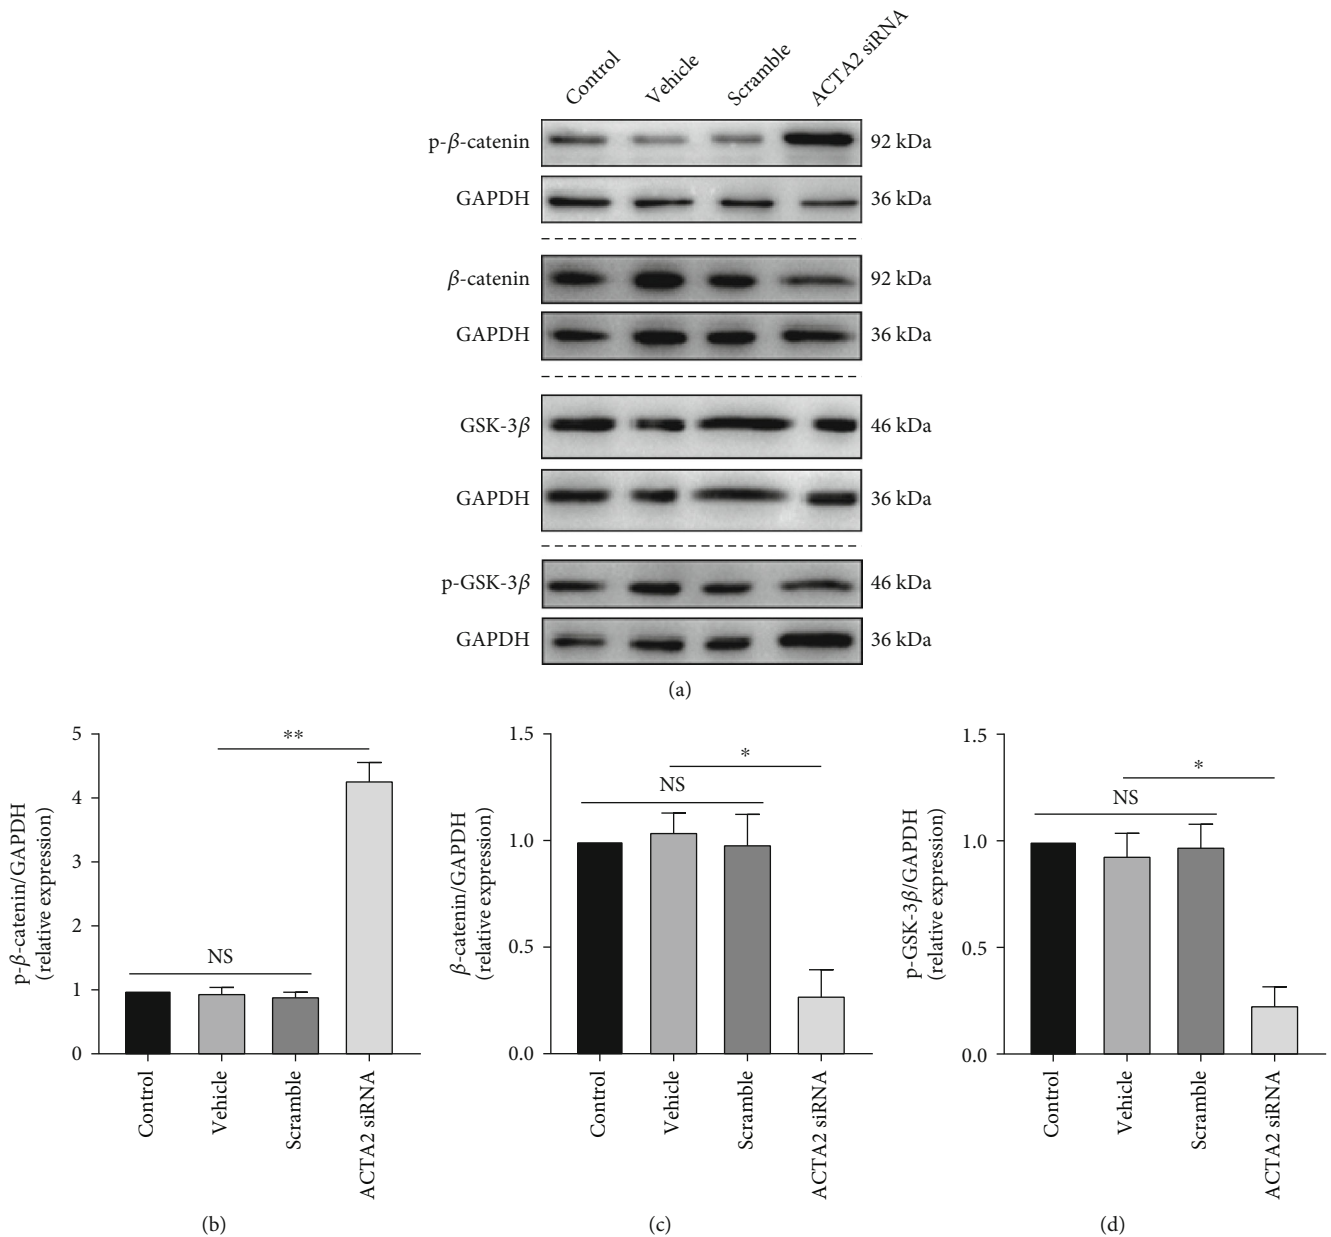 Control Vehicle Scramble ACTA2 siRNA
p-β-catenin 92 kDa
GAPDH 36 kDa
β-catenin 92 kDa
GAPDH 36 kDa
GSK-3β 46 kDa
GAPDH 36 kDa
p-GSK-3β 46 kDa
GAPDH 36 kDa
(a)
p-β-catenin/GAPDH
(relative expression)
5
4
3
2
1
0
**
NS
Control
Vehicle
Scramble
ACTA2 siRNA
(b)
β-catenin/GAPDH
(relative expression)
1.5
1.0
0.5
0.0
*
NS
Control
Vehicle
Scramble
ACTA2 siRNA
(c)
p-GSK-3β/GAPDH
(relative expression)
1.5
1.0
0.5
0.0
*
NS
Control
Vehicle
Scramble
ACTA2 siRNA
(d)